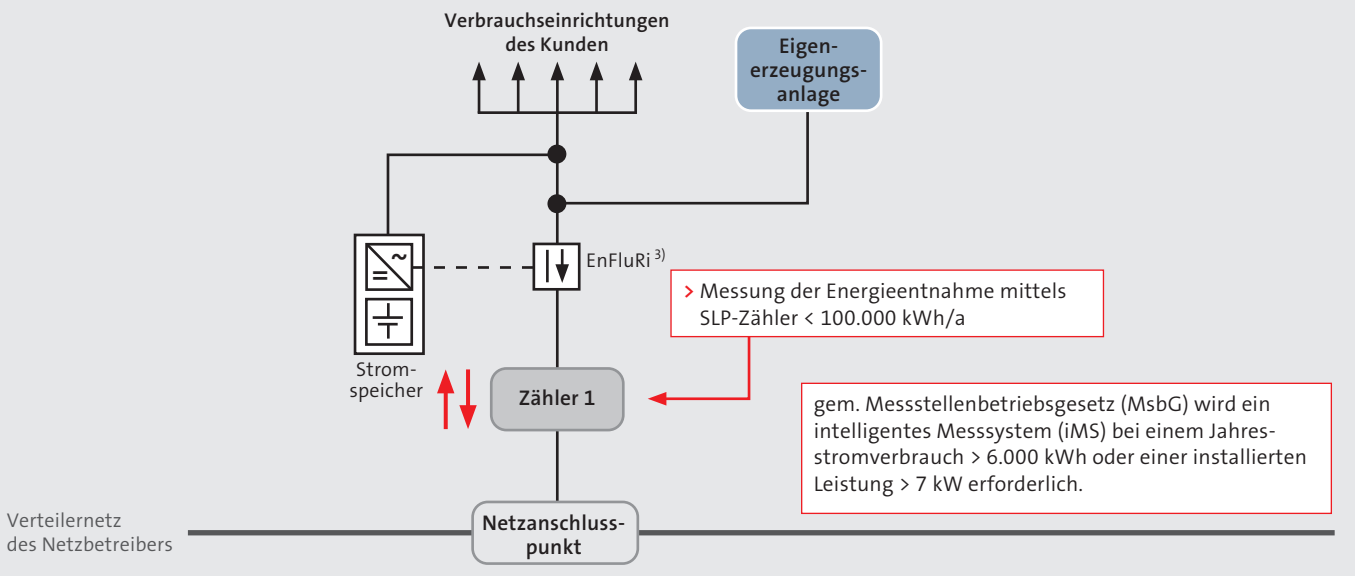 Verbrauchseinrichtungen
des Kunden
Eigen-
erzeugungs-
anlage
EnFluRi 3)
> Messung der Energieentnahme mittels
SLP-Zähler < 100.000 kWh/a
Strom-
speicher
Zähler 1
gem. Messstellenbetriebsgesetz (MsbG) wird ein
intelligentes Messsystem (iMS) bei einem Jahres-
stromverbrauch > 6.000 kWh oder einer installierten
Leistung > 7 kW erforderlich.
Verteilernetz
des Netzbetreibers
Netzanschluss-
punkt